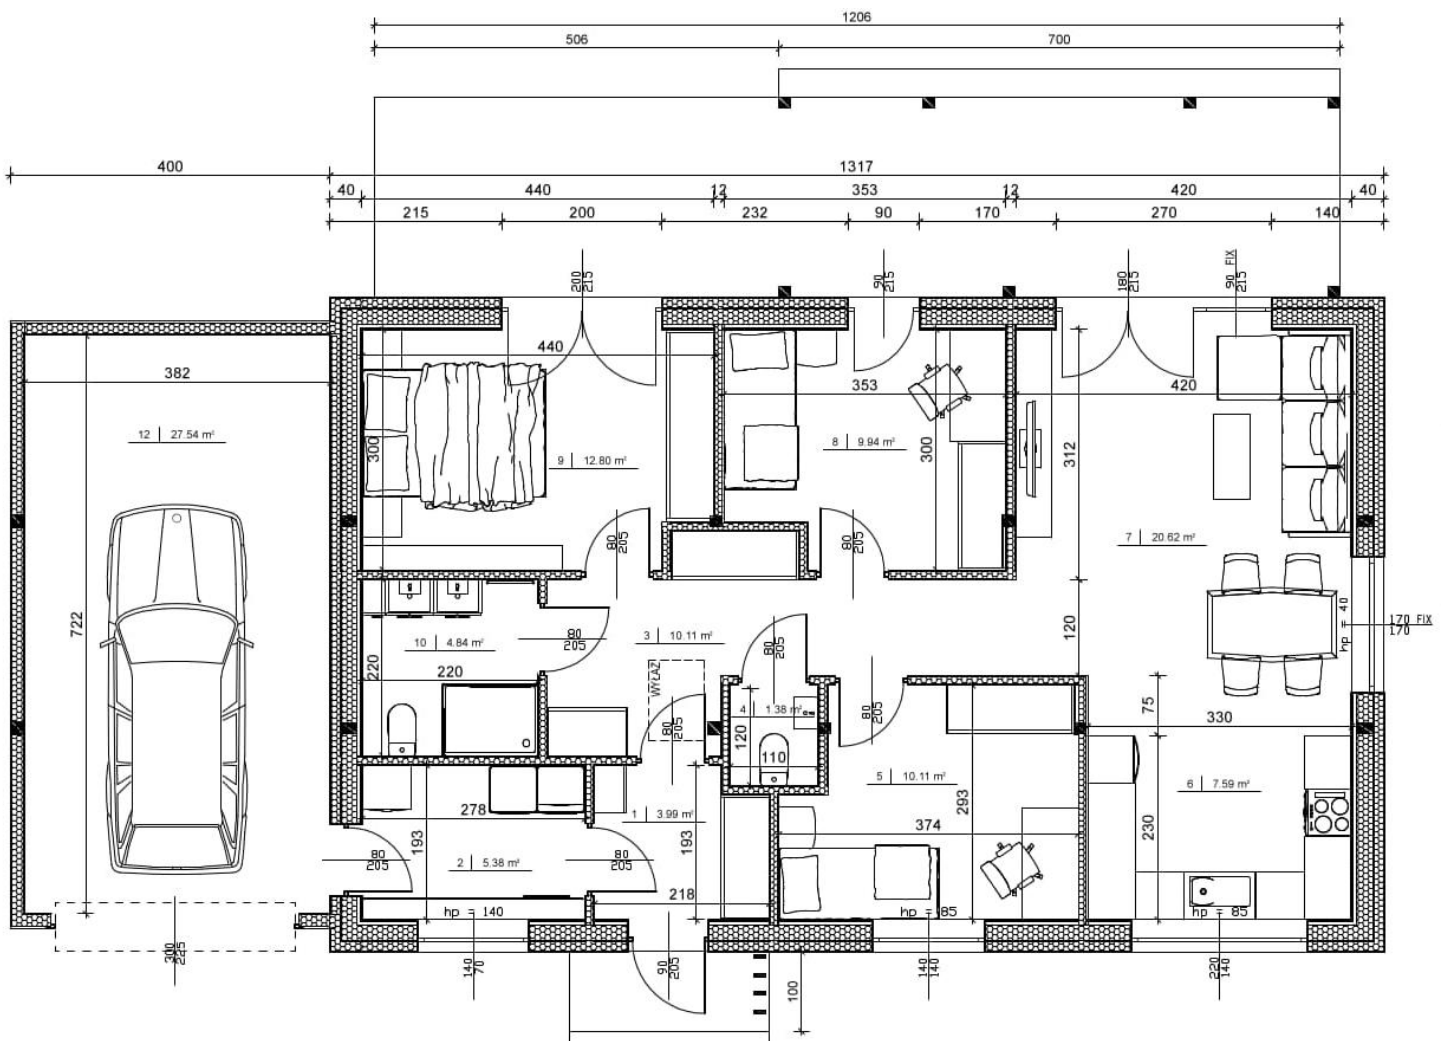 1206
506 700
400 1317
40 440 12 353 12 420 40
215 200 232 90 170 270 140
200
215
90
215
180
215
90 FIX
215
382 440 353 420
12 27.54 m²
9 12.80 m²
8 9.94 m²
7 20.62 m²
300
300
312
80
205
80
205
722
10 4.84 m²
220
220
80
205
3 10.11 m²
WYŁAZ
80
205
120
hp = 40
170 FIX
170
4 1.38 m²
120
110
80
205
80
205
75
330
278
193
2 5.38 m²
80
205
80
205
1 3.99 m²
193
218
5 10.11 m²
374
293
6 7.59 m²
230
hp = 140
hp = 85
hp = 85
300
225
140
70
90
205
100
140
140
220
140